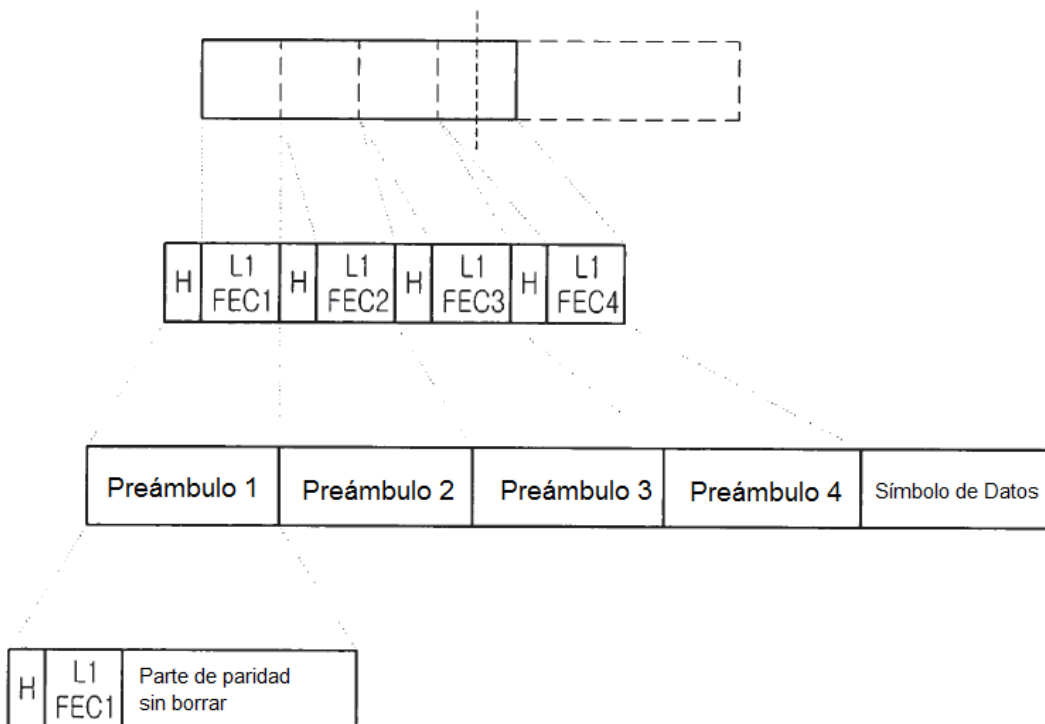 H L1 FEC1 H L1 FEC2 H L1 FEC3 H L1 FEC4
Preámbulo 1 Preámbulo 2 Preámbulo 3 Preámbulo 4 Símbolo de Datos
H L1 FEC1 Parte de paridad sin borrar